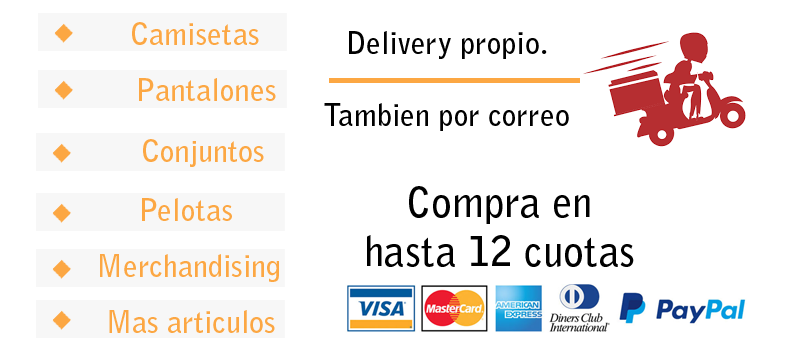 Camisetas
Pantalones
Conjuntos
Pelotas
Merchandising
Mas articulos
Delivery propio.
Tambien por correo
Compra en
hasta 12 cuotas
VISA
MasterCard
AMERICAN
EXPRESS
Diners Club
International
PayPal